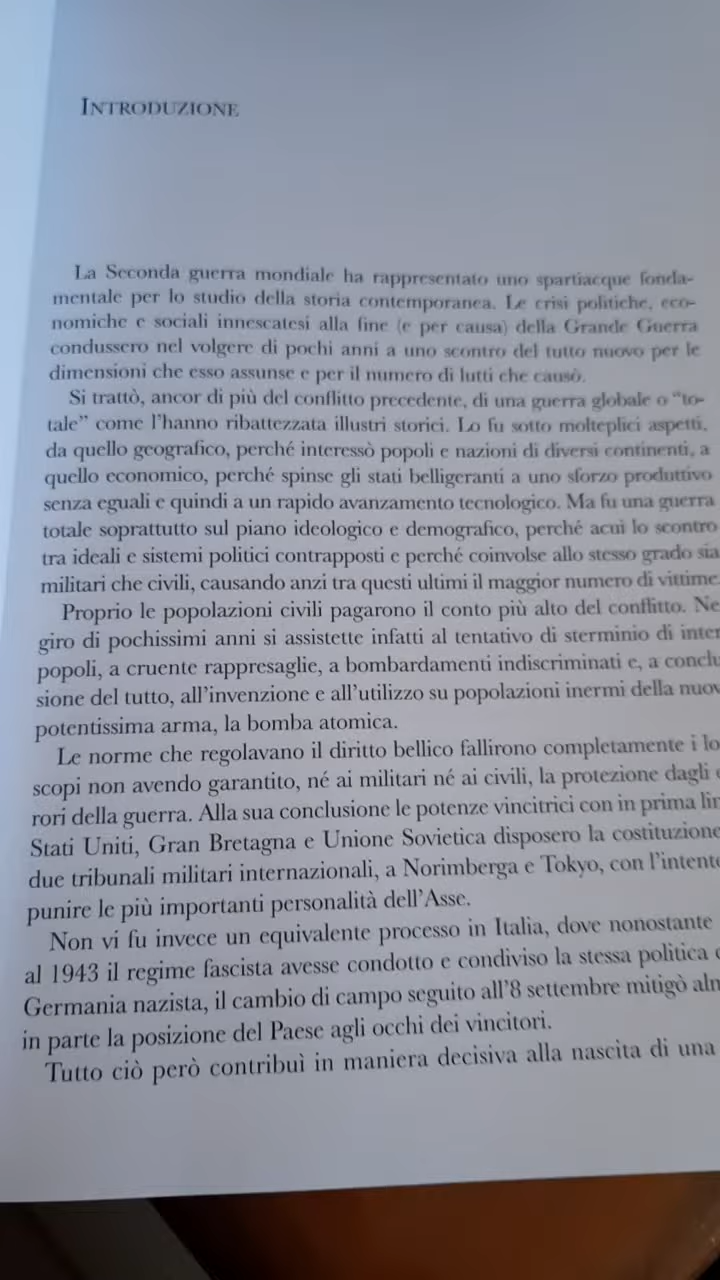 INTRODUZIONE
La Seconda guerra mondiale ha rappresentato uno spartiacque fonda-
mentale per lo studio della storia contemporanea. Le crisi politiche, eco-
nomiche e sociali innescatesi alla fine (e per causa) della Grande Guerra
condussero nel volgere di pochi anni a uno scontro del tutto nuovo per le
dimensioni che esso assunse e per il numero di lutti che causò.
Si trattò, ancor di più del conflitto precedente, di una guerra globale o “to-
tale” come l’hanno ribattezzata illustri storici. Lo fu sotto molteplici aspetti,
da quello geografico, perché interessò popoli e nazioni di diversi continenti, a
quello economico, perché spinse gli stati belligeranti a uno sforzo produttivo
senza eguali e quindi a un rapido avanzamento tecnologico. Ma fu una guerra
totale soprattutto sul piano ideologico e demografico, perché acuì lo scontro
tra ideali e sistemi politici contrapposti e perché coinvolse allo stesso grado sia
militari che civili, causando anzi tra questi ultimi il maggior numero di vittime.
Proprio le popolazioni civili pagarono il conto più alto del conflitto. Ne
giro di pochissimi anni si assistette infatti al tentativo di sterminio di inter
popoli, a cruente rappresaglie, a bombardamenti indiscriminati e, a conclu
sione del tutto, all’invenzione e all’utilizzo su popolazioni inermi della nuov
potentissima arma, la bomba atomica.
Le norme che regolavano il diritto bellico fallirono completamente i lo
scopi non avendo garantito, né ai militari né ai civili, la protezione dagli
rori della guerra. Alla sua conclusione le potenze vincitrici con in prima lin
Stati Uniti, Gran Bretagna e Unione Sovietica disposero la costituzione
due tribunali militari internazionali, a Norimberga e Tokyo, con l’intento
punire le più importanti personalità dell’Asse.
Non vi fu invece un equivalente processo in Italia, dove nonostante
al 1943 il regime fascista avesse condotto e condiviso la stessa politica
Germania nazista, il cambio di campo seguito all’8 settembre mitigò alm
in parte la posizione del Paese agli occhi dei vincitori.
Tutto ciò però contribuì in maniera decisiva alla nascita di una